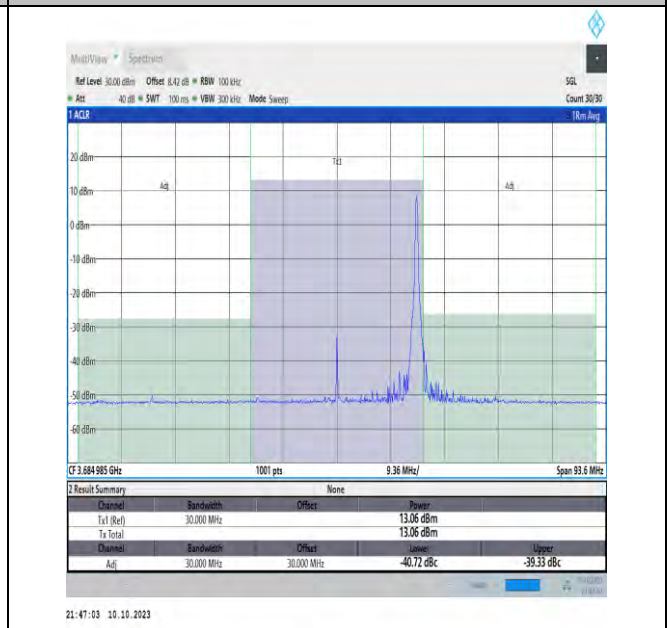 MultiView Spectrum
Ref Level 30.00 dBm Offset 8.42 dB RBW 100 kHz SGL
Att 40 dB SWT 100 ms VBW 300 kHz Mode Sweep Count 30/30
1 ACLR 1Rm Avg
Tx1
20 dBm
Adj Adj
10 dBm
0 dBm
-10 dBm
-20 dBm
-30 dBm
-40 dBm
-50 dBm
-60 dBm
CF 3.684 985 GHz 1001 pts 9.36 MHz/ Span 93.6 MHz
2 Result Summary None
Channel Bandwidth Offset Power
Tx1 (Ref) 30.000 MHz 13.06 dBm
Tx Total 13.06 dBm
Channel Bandwidth Offset Lower Upper
Adj 30.000 MHz 30.000 MHz -40.72 dBc -39.33 dBc
21:47:03 10.10.2023